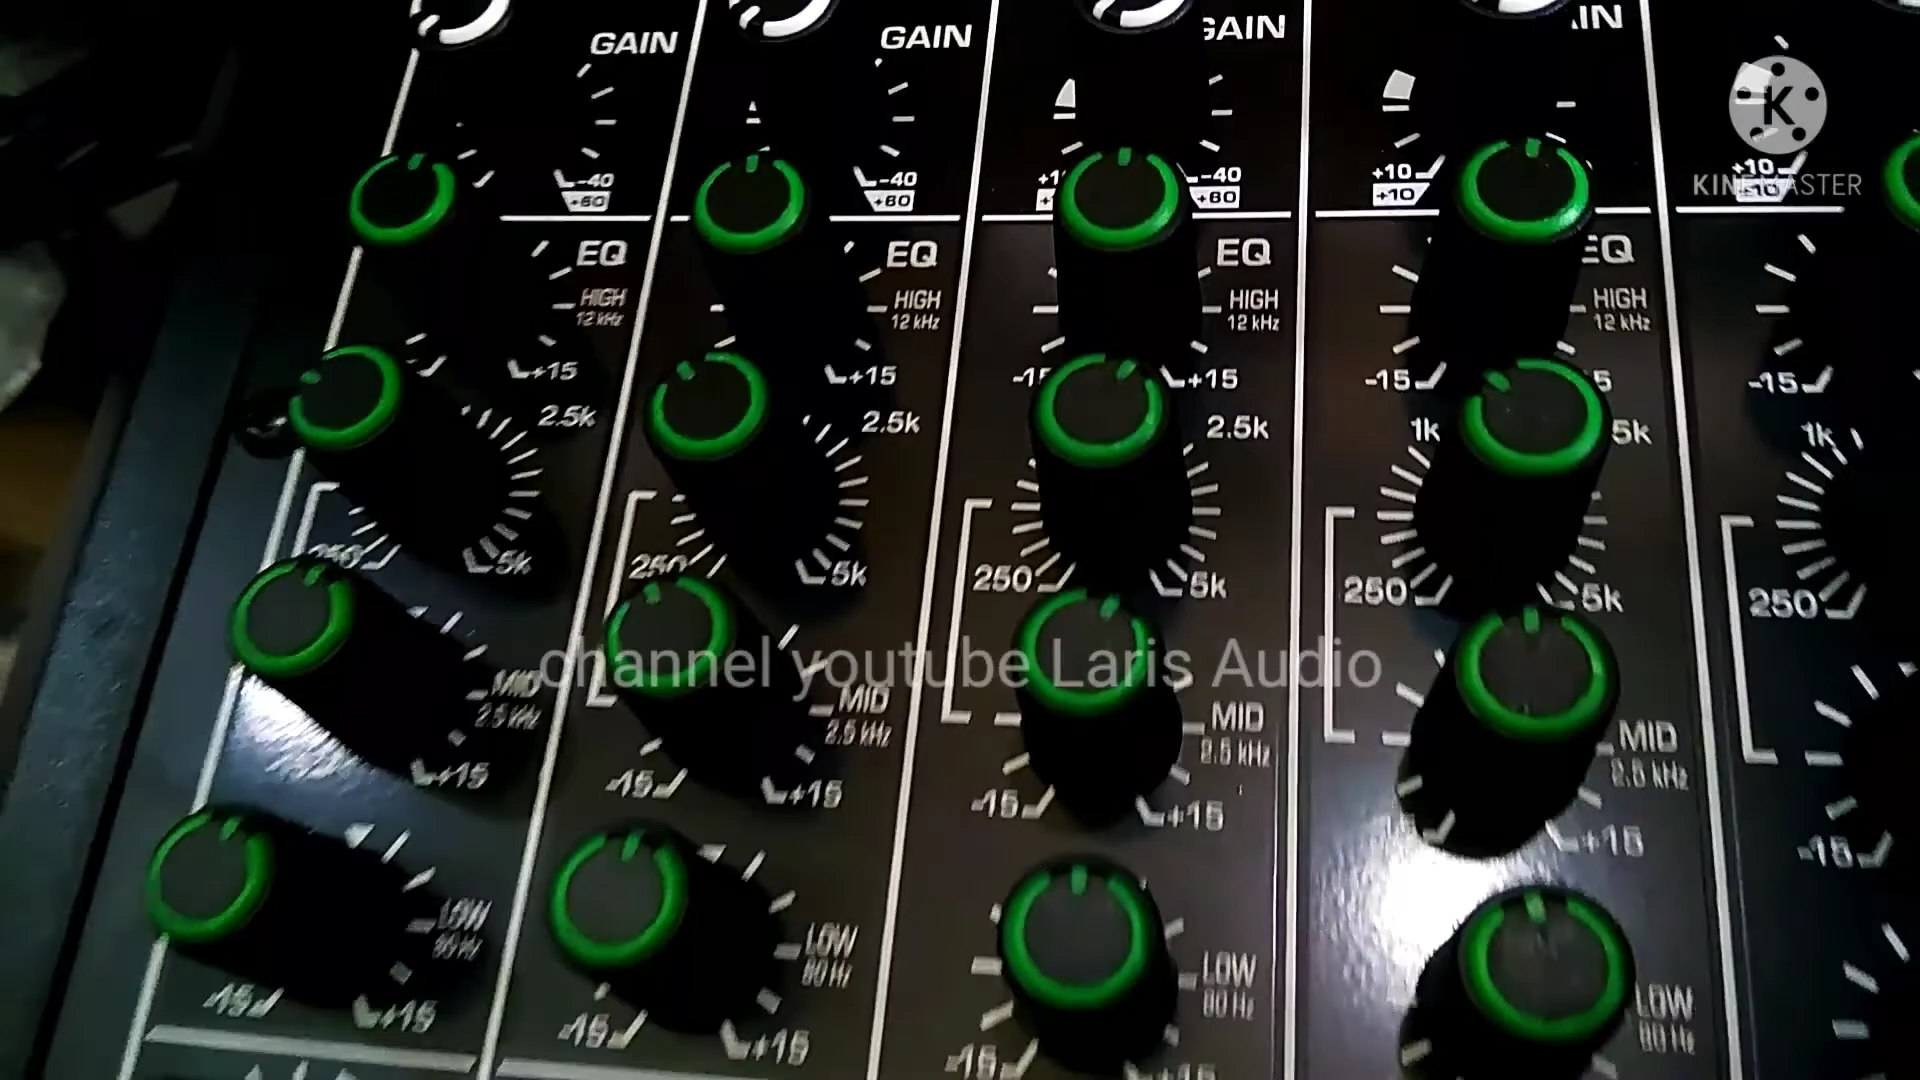 GAIN GAIN GAIN IN
K
KINEMASTER
-40 -40 -40 +10 +10
+60 +60 +60 +10
EQ EQ EQ EQ
HIGH HIGH HIGH HIGH
12 kHz 12 kHz 12 kHz 12 kHz
+15 +15 -15 +15 -15 5 -15
2.5k 2.5k 2.5k 1k 5k 1k
250 5k 250 5k 250 5k 250 5k 250
channel youtube Laris Audio
MID MID MID MID
2.5 kHz 2.5 kHz 2.5 kHz 2.5 kHz
+15 -15 +15 -15 +15 +15 -15
LOW LOW LOW LOW
80 Hz 80 Hz 80 Hz 80 Hz
-15 +15 -15 +15 -15 +15